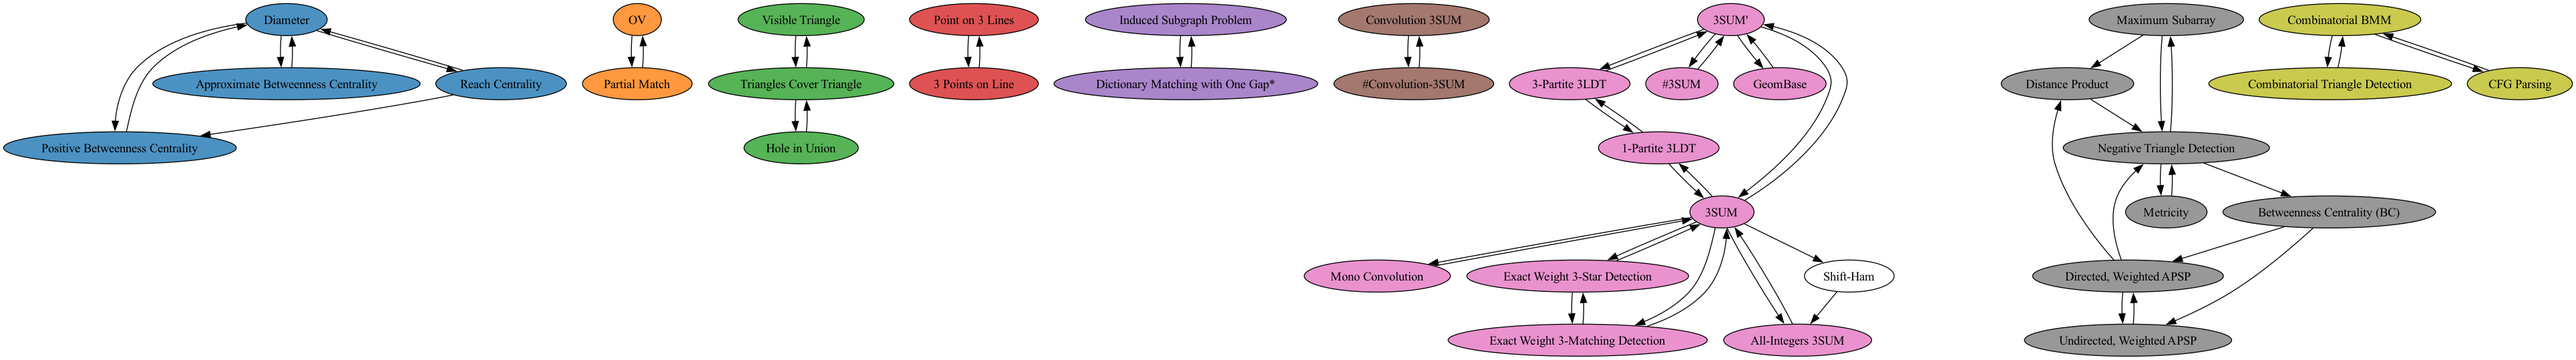 Diameter
OV
Visible Triangle
Point on 3 Lines
Induced Subgraph Problem
Convolution 3SUM
3SUM'
Maximum Subarray
Combinatorial BMM
Approximate Betweenness Centrality
Reach Centrality
Partial Match
Triangles Cover Triangle
3 Points on Line
Dictionary Matching with One Gap*
#Convolution-3SUM
3-Partite 3LDT
#3SUM
GeomBase
Distance Product
Combinatorial Triangle Detection
CFG Parsing
Positive Betweenness Centrality
Hole in Union
1-Partite 3LDT
Negative Triangle Detection
3SUM
Metricity
Betweenness Centrality (BC)
Mono Convolution
Exact Weight 3-Star Detection
Shift-Ham
Directed, Weighted APSP
Exact Weight 3-Matching Detection
All-Integers 3SUM
Undirected, Weighted APSP